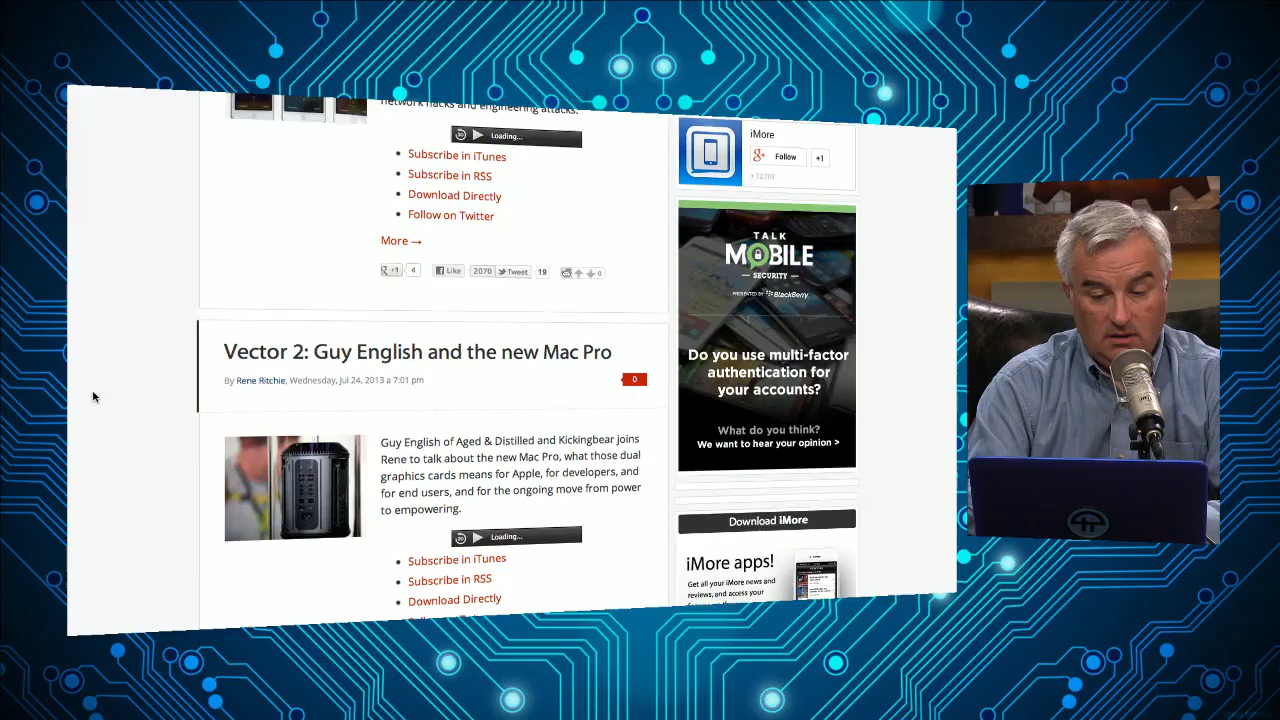 network hacks and engineering attacks.
Loading...
Subscribe in iTunes
Subscribe in RSS
Download Directly
Follow on Twitter
More →
+1 4 Like 2070 Tweet 19 0
Vector 2: Guy English and the new Mac Pro
By Rene Ritchie, Wednesday, Jul 24, 2013 a 7:01 pm
0
Guy English of Aged & Distilled and Kickingbear joins
Rene to talk about the new Mac Pro, what those dual
graphics cards means for Apple, for developers, and
for end users, and for the ongoing move from power
to empowering.
30 Loading...
Subscribe in iTunes
Subscribe in RSS
Download Directly
iMore
g+ Follow +1
+ 12,703
TALK
MOBILE
SECURITY
PRESENTED BY BlackBerry
Do you use multi-factor
authentication for
your accounts?
What do you think?
We want to hear your opinion >
Download iMore
iMore apps!
Get all your iMore news and
reviews, and access your